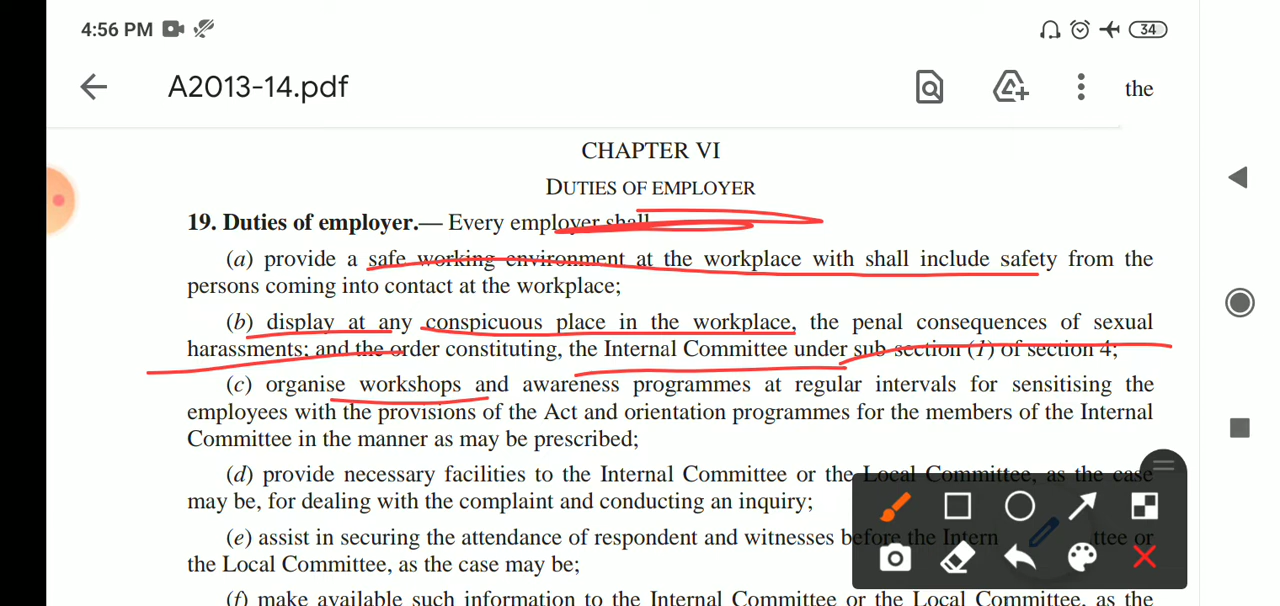 4:56 PM 34
A2013-14.pdf the
CHAPTER VI
DUTIES OF EMPLOYER
19. Duties of employer.— Every employer shall
(a) provide a safe working environment at the workplace with shall include safety from the
persons coming into contact at the workplace;
(b) display at any conspicuous place in the workplace, the penal consequences of sexual
harassments; and the order constituting, the Internal Committee under sub-section (1) of section 4;
(c) organise workshops and awareness programmes at regular intervals for sensitising the
employees with the provisions of the Act and orientation programmes for the members of the Internal
Committee in the manner as may be prescribed;
(d) provide necessary facilities to the Internal Committee or the Local Committee, as the case
may be, for dealing with the complaint and conducting an inquiry;
(e) assist in securing the attendance of respondent and witnesses before the Intern ttee or
the Local Committee, as the case may be;
(f) make available such information to the Internal Committee or the Local Committee, as the